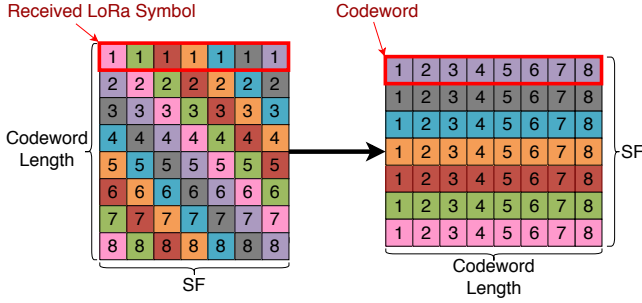 Received LoRa Symbol
Codeword
1 1 1 1 1 1 1
2 2 2 2 2 2 2
3 3 3 3 3 3 3
4 4 4 4 4 4 4
5 5 5 5 5 5 5
6 6 6 6 6 6 6
7 7 7 7 7 7 7
8 8 8 8 8 8 8
Codeword
Length
SF
1 2 3 4 5 6 7 8
1 2 3 4 5 6 7 8
1 2 3 4 5 6 7 8
1 2 3 4 5 6 7 8
1 2 3 4 5 6 7 8
1 2 3 4 5 6 7 8
1 2 3 4 5 6 7 8
SF
Codeword
Length